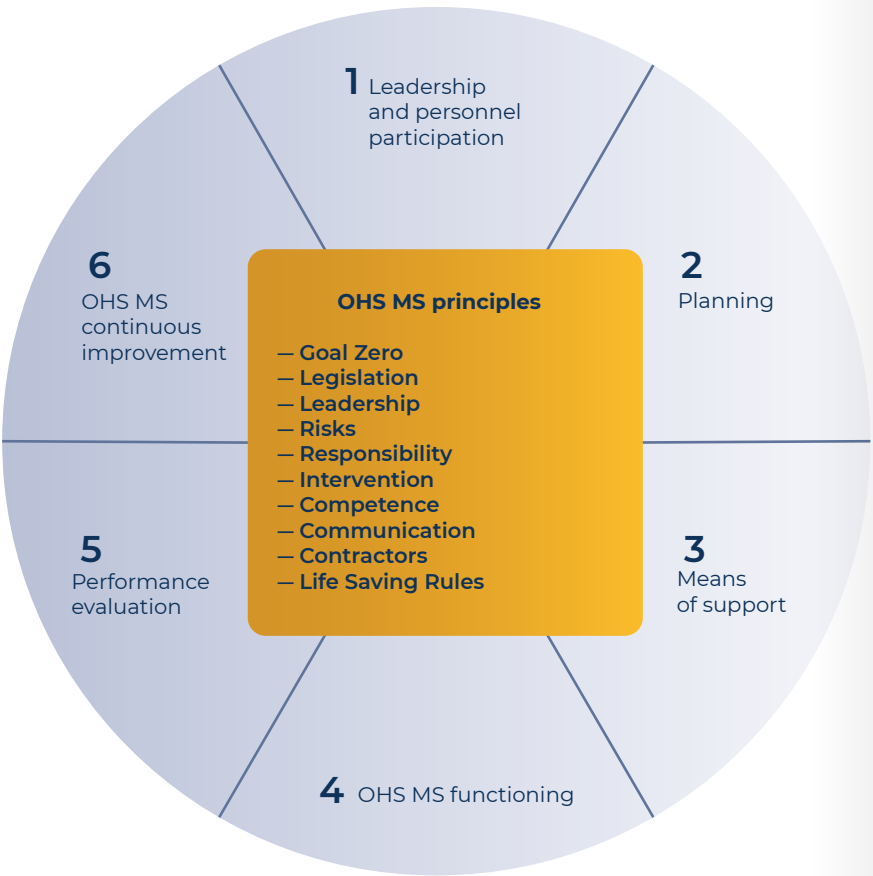 1 Leadership
and personnel
participation
2
Planning
3
Means
of support
4 OHS MS functioning
5
Performance
evaluation
6
OHS MS
continuous
improvement
OHS MS principles
— Goal Zero
— Legislation
— Leadership
— Risks
— Responsibility
— Intervention
— Competence
— Communication
— Contractors
— Life Saving Rules